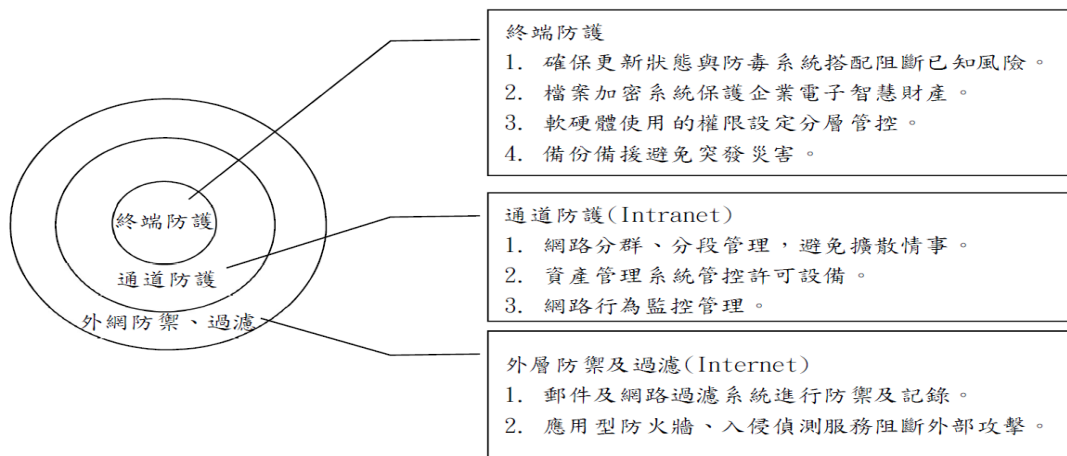 終端防護
1. 確保更新狀態與防毒系統搭配阻斷已知風險。
2. 檔案加密系統保護企業電子智慧財產。
3. 軟硬體使用的權限設定分層管控。
4. 備份備援避免突發災害。
終端防護
通道防護
外網防禦、過濾
通道防護(Intranet)
1. 網路分群、分段管理，避免擴散情事。
2. 資產管理系統管控許可設備。
3. 網路行為監控管理。
外層防禦及過濾(Internet)
1. 郵件及網路過濾系統進行防禦及記錄。
2. 應用型防火牆、入侵偵測服務阻斷外部攻擊。